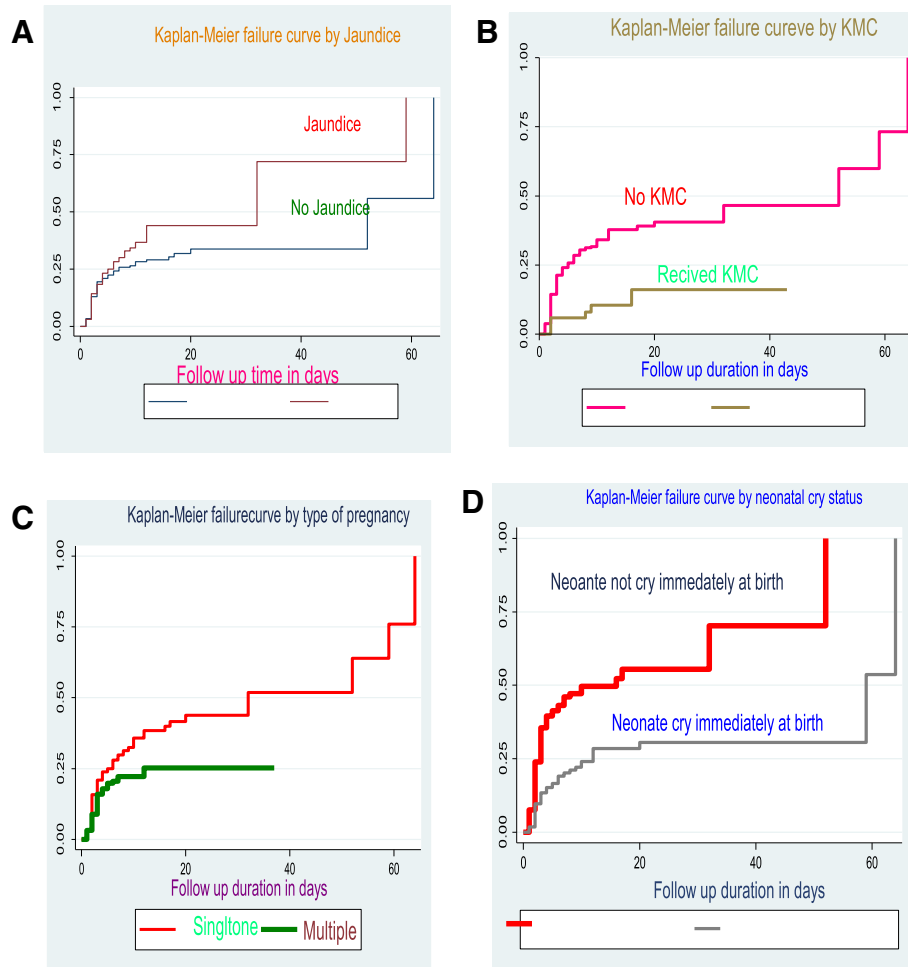 A
Kaplan-Meier failure curve by Jaundice
1.00
0.75
0.50
0.25
0.00
Jaundice
No Jaundice
0 20 40 60
Follow up time in days
B
Kaplan-Meier failure cureve by KMC
1.00
0.75
0.50
0.25
0.00
No KMC
Recived KMC
0 20 40 60
Follow up duration in days
C
Kaplan-Meier failurecurve by type of pregnancy
1.00
0.75
0.50
0.25
0.00
0 20 40 60
Follow up duration in days
Singltone Multiple
D
Kaplan-Meier failure curve by neonatal cry status
1.00
0.75
0.50
0.25
0.00
Neoante not cry immedately at birth
Neonate cry immediately at birth
0 20 40 60
Follow up duration in days